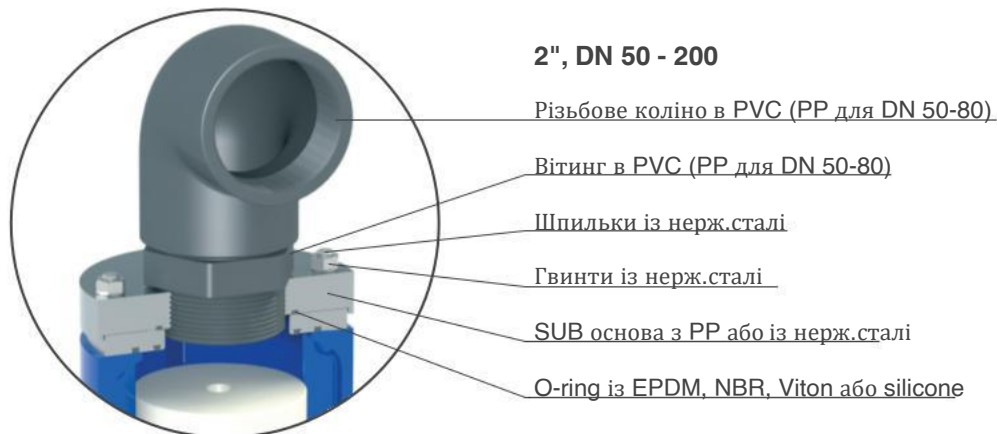 2", DN 50 - 200
Різьбове коліно в PVC (PP для DN 50-80)
Вітинг в PVC (PP для DN 50-80)
Шпильки із нерж.сталі
Гвинти із нерж.сталі
SUB основа з PP або із нерж.сталі
O-ring із EPDM, NBR, Viton або silicone